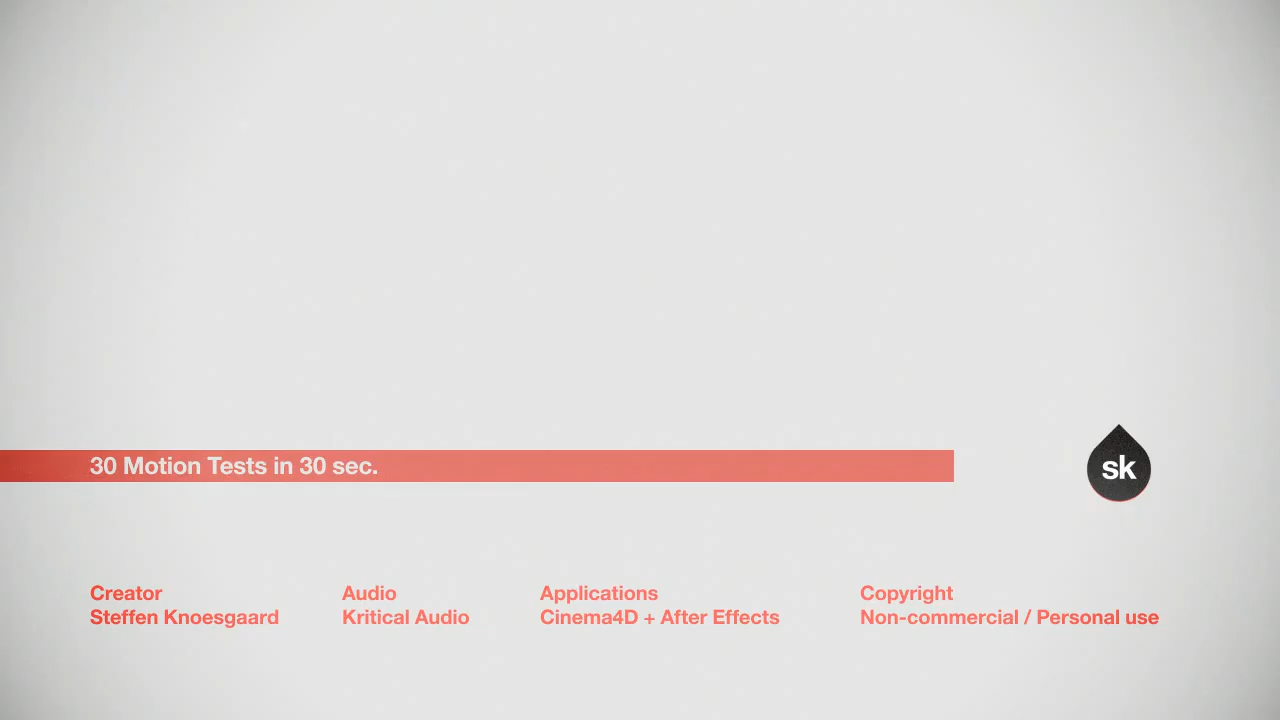 30 Motion Tests in 30 sec.
sk
Creator
Steffen Knoesgaard
Audio
Kritical Audio
Applications
Cinema4D + After Effects
Copyright
Non-commercial / Personal use